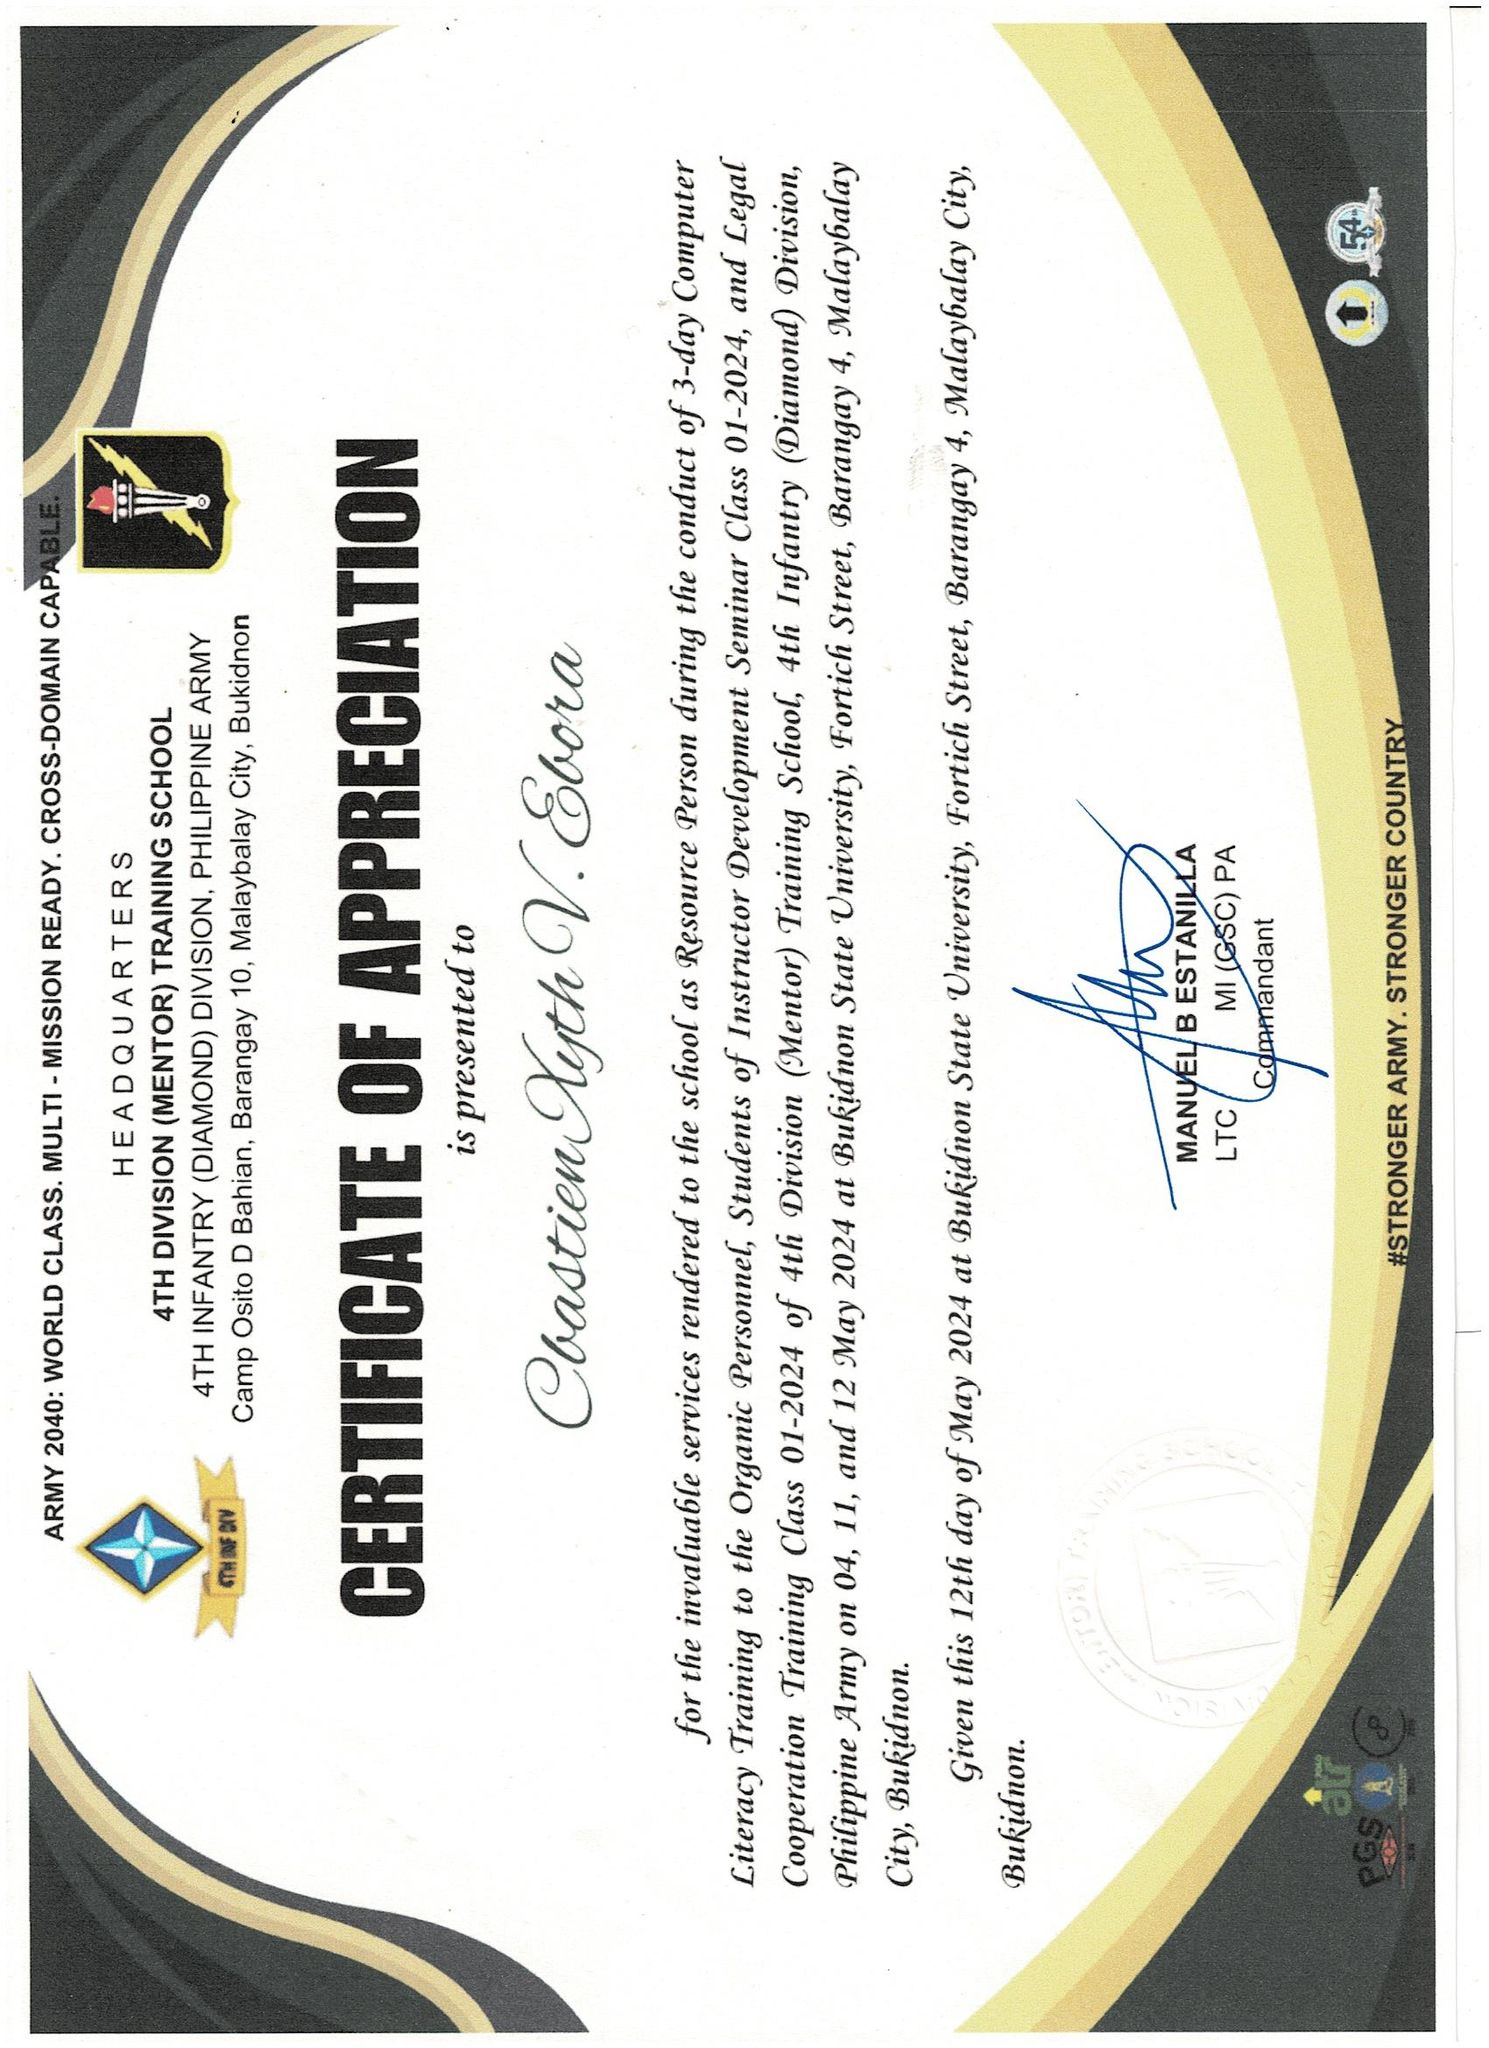 ARMY 2040: WORLD CLASS. MULTI - MISSION READY. CROSS-DOMAIN CAPABLE.
HEADQUARTERS
4TH DIVISION (MENTOR) TRAINING SCHOOL
4TH INFANTRY (DIAMOND) DIVISION, PHILIPPINE ARMY
Camp Osito D Bahian, Barangay 10, Malaybalay City, Bukidnon
4TH INF DIV
CERTIFICATE OF APPRECIATION
is presented to
Cbastien Xyth V. Ebora
for the invaluable services rendered to the school as Resource Person during the conduct of 3-day Computer
Literacy Training to the Organic Personnel, Students of Instructor Development Seminar Class 01-2024, and Legal
Cooperation Training Class 01-2024 of 4th Division (Mentor) Training School, 4th Infantry (Diamond) Division,
Philippine Army on 04, 11, and 12 May 2024 at Bukidnon State University, Fortich Street, Barangay 4, Malaybalay
City, Bukidnon.
Given this 12th day of May 2024 at Bukidnon State University, Fortich Street, Barangay 4, Malaybalay City,
Bukidnon.
MANUEL B ESTANILLA
LTC MI (GSC) PA
Commandant
TRAINING
atr
2040
PGS
54
#STRONGER ARMY. STRONGER COUNTRY